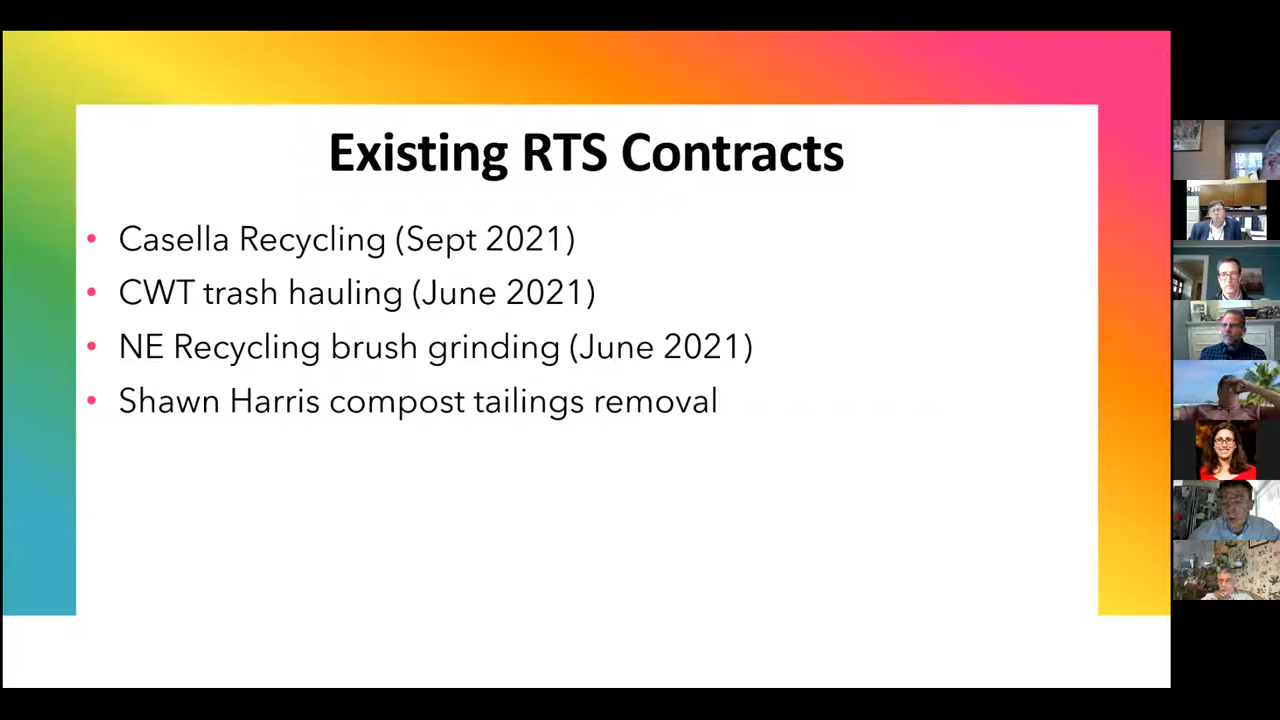 Existing RTS Contracts
• Casella Recycling (Sept 2021)
• CWT trash hauling (June 2021)
• NE Recycling brush grinding (June 2021)
• Shawn Harris compost tailings removal